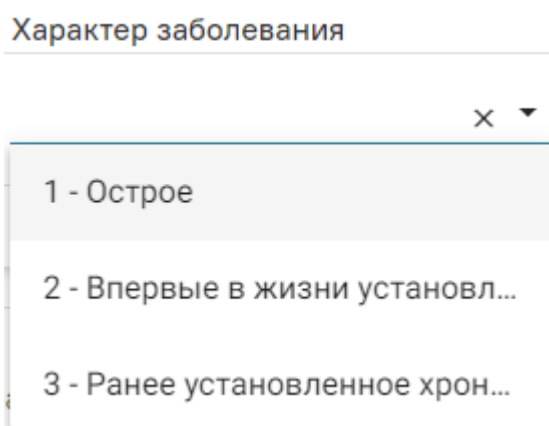 Характер заболевания
1 - Острое
2 - Впервые в жизни установл...
3 - Ранее установленное хрон...